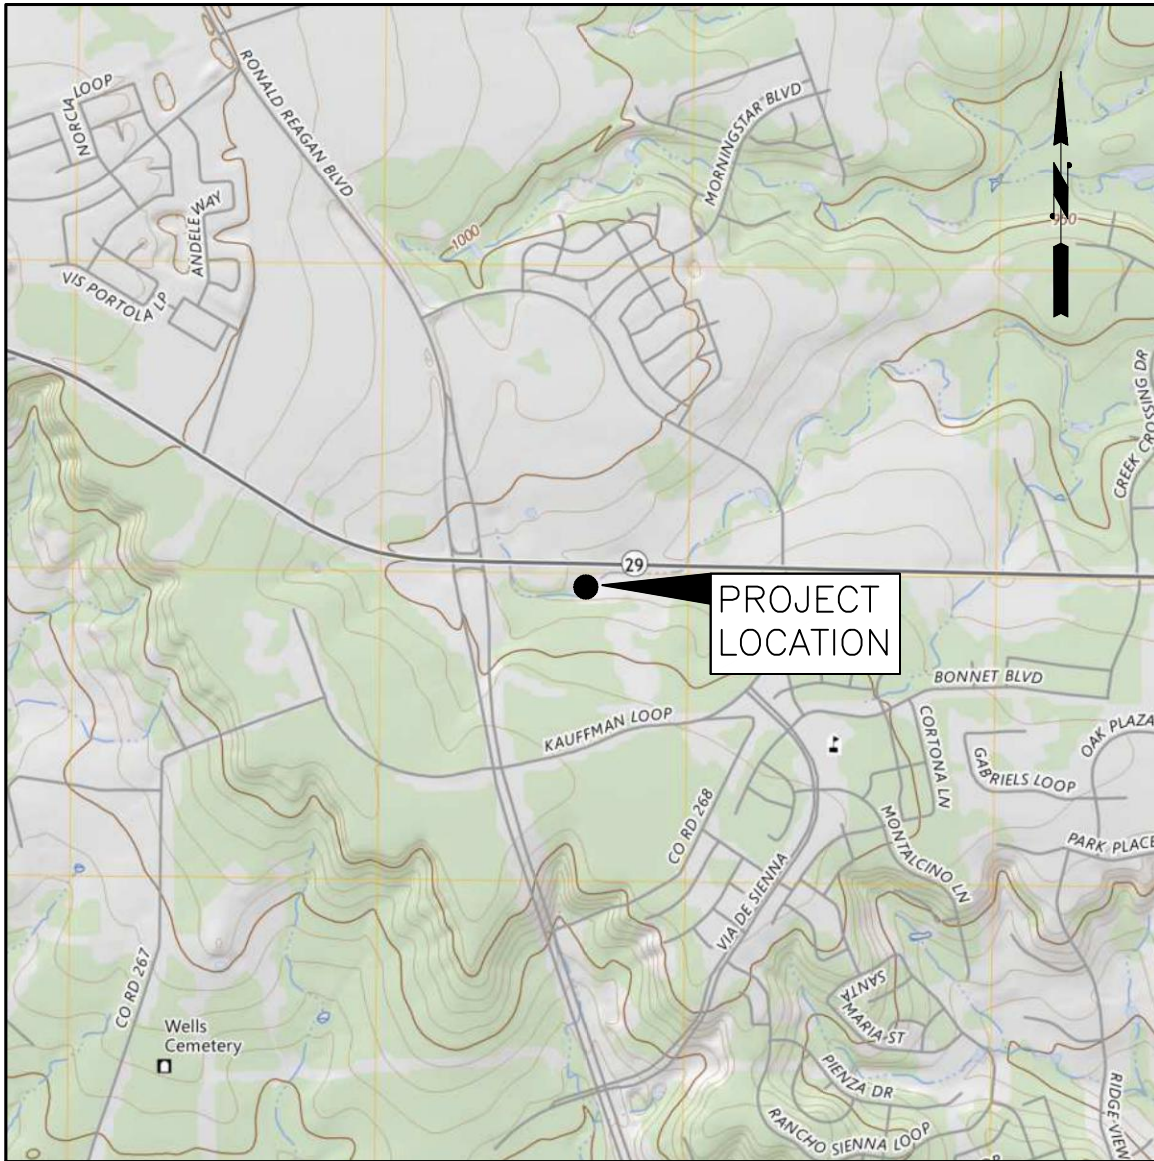 NORCIA LOOP
RONALD REAGAN BLVD
MORNINGSTAR BLVD
ANDELE WAY
VIS PORTOLA LP
1000
N
900
CREEK CROSSING DR
29
PROJECT
LOCATION
BONNET BLVD
KAUFFMAN LOOP
CORTONA LN
GABRIELS LOOP
OAK PLAZA
CO RD 268
MONTALCINO LN
PARK PLACE
VIA DE SIENNA
CO RD 267
SANTA
MARIA ST
Wells
Cemetery
PIENZA DR
RANCHO SIENNA LOOP
RIDGE VIEW